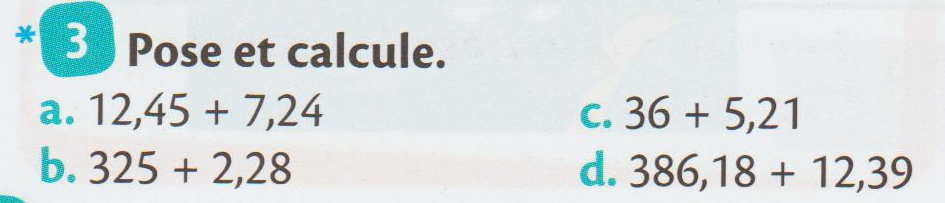 * 3 Pose et calcule.
a. 12,45 + 7,24
b. 325 + 2,28
c. 36 + 5,21
d. 386,18 + 12,39